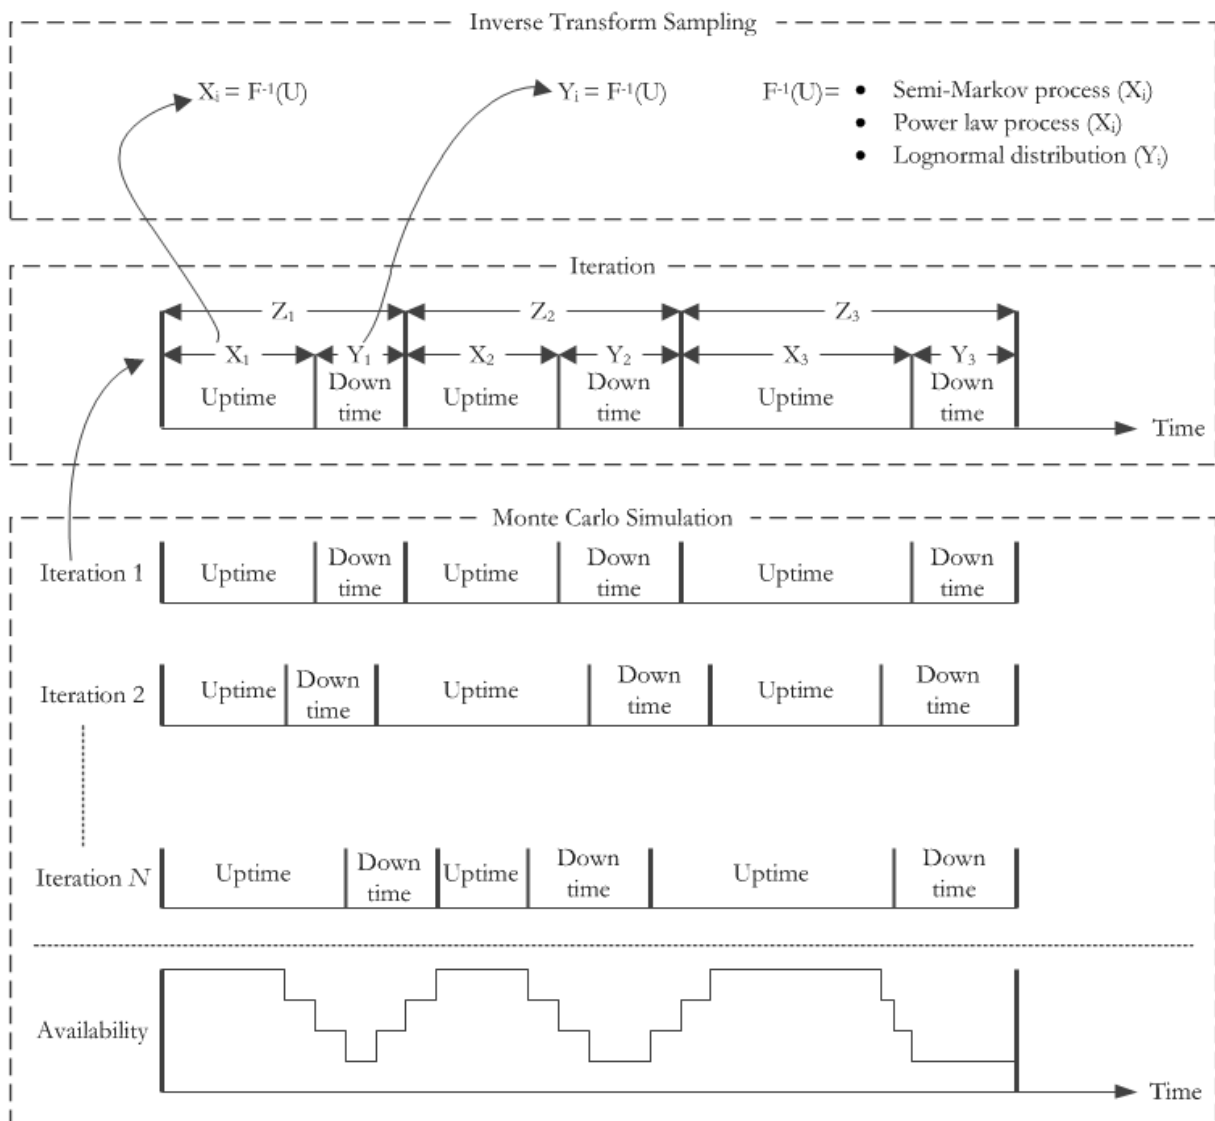 Inverse Transform Sampling
Xᵢ = F⁻¹(U)
Yᵢ = F⁻¹(U)
F⁻¹(U)=
• Semi-Markov process (Xᵢ)
• Power law process (Xᵢ)
• Lognormal distribution (Yᵢ)
Iteration
Z₁
Z₂
Z₃
X₁
Y₁
X₂
Y₂
X₃
Y₃
Uptime
Down
time
Uptime
Down
time
Uptime
Down
time
Time
Monte Carlo Simulation
Iteration 1
Uptime
Down
time
Uptime
Down
time
Uptime
Down
time
Iteration 2
Uptime
Down
time
Uptime
Down
time
Uptime
Down
time
Iteration N
Uptime
Down
time
Uptime
Down
time
Uptime
Down
time
Availability
Time